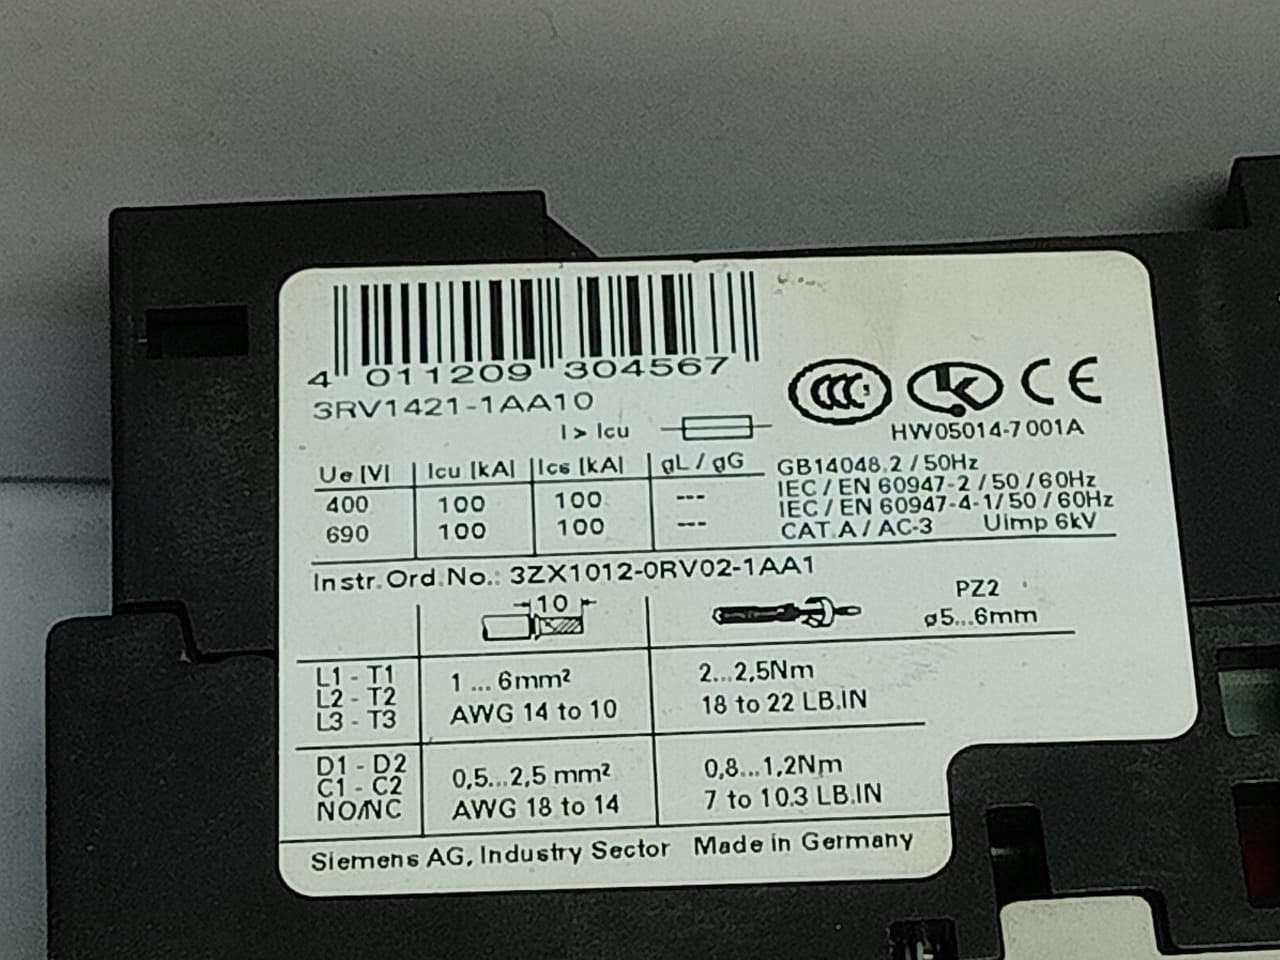 4 011209 304567
3RV1421-1AA10
I > Icu
CCC LK CE
HW05014-7001A
Ue [V] Icu [kA] Ics [kA] gL / gG
400 100 100 ---
690 100 100 ---
GB14048.2 / 50Hz
IEC / EN 60947-2 / 50 / 60Hz
IEC / EN 60947-4-1 / 50 / 60Hz
CAT.A / AC-3 Uimp 6kV
Instr.Ord.No.: 3ZX1012-0RV02-1AA1
10
PZ2
ø5...6mm
L1 - T1
L2 - T2
L3 - T3
1 ... 6mm²
AWG 14 to 10
2...2,5Nm
18 to 22 LB.IN
D1 - D2
C1 - C2
NO/NC
0,5...2,5 mm²
AWG 18 to 14
0,8...1,2Nm
7 to 10.3 LB.IN
Siemens AG, Industry Sector Made in Germany